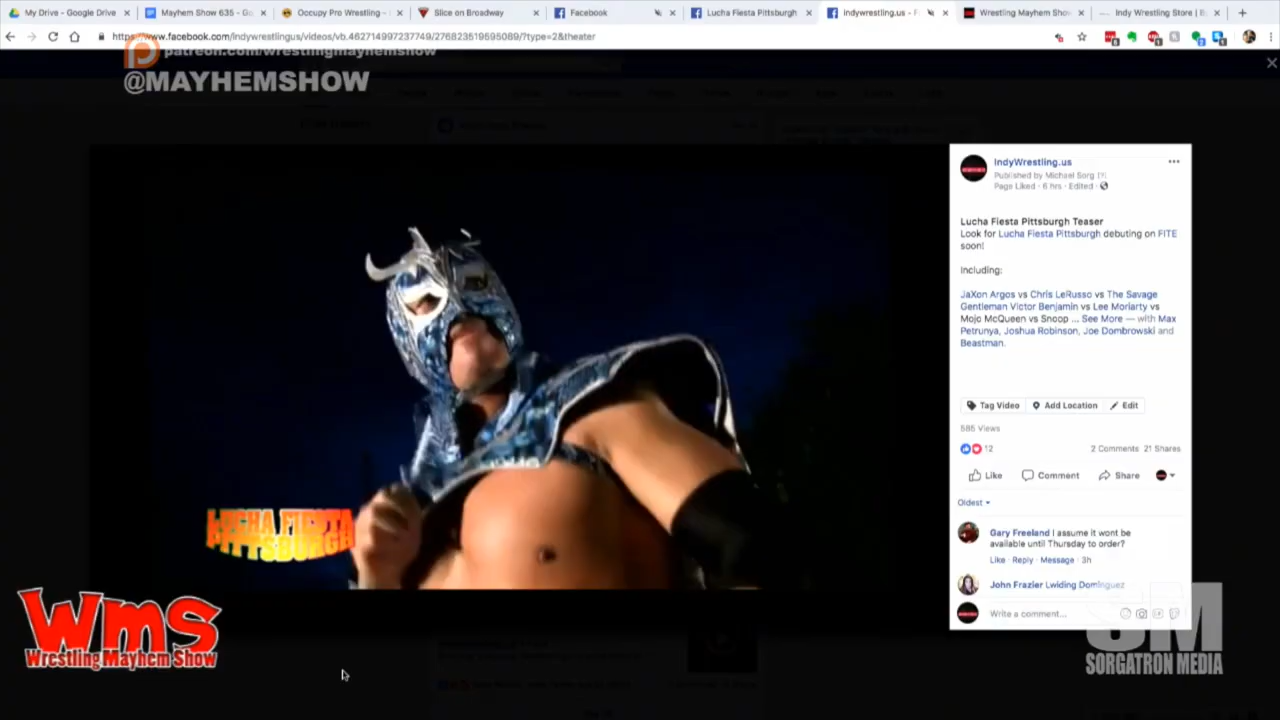 My Drive - Google Drive
Mayhem Show 635 - Go
Occupy Pro Wrestling -
Slice on Broadway
Facebook
Lucha Fiesta Pittsburgh
indywrestling.us - F
Wrestling Mayhem Show
Indy Wrestling Store | B
https://www.facebook.com/indywrestlingus/videos/vb.462714997237749/276823519595089/?type=2&theater
patreon.com/wrestlingmayhemshow
@MAYHEMSHOW
IndyWrestling.us
Published by Michael Sorg [?]
Page Liked · 6 hrs · Edited ·
Lucha Fiesta Pittsburgh Teaser
Look for Lucha Fiesta Pittsburgh debuting on FITE
soon!
Including:
JaXon Argos vs Chris LeRusso vs The Savage
Gentleman Victor Benjamin vs Lee Moriarty vs
Mojo McQueen vs Snoop ... See More — with Max
Petrunya, Joshua Robinson, Joe Dombrowski and
Beastman.
Tag Video
Add Location
Edit
585 Views
12
2 Comments 21 Shares
Like
Comment
Share
Oldest
Gary Freeland I assume it wont be
available until Thursday to order?
Like · Reply · Message · 3h
John Frazier Lwiding Dominguez
Write a comment...
LUCHA FIESTA
PITTSBURGH
WMS
Wrestling Mayhem Show
SM
SORGATRON MEDIA